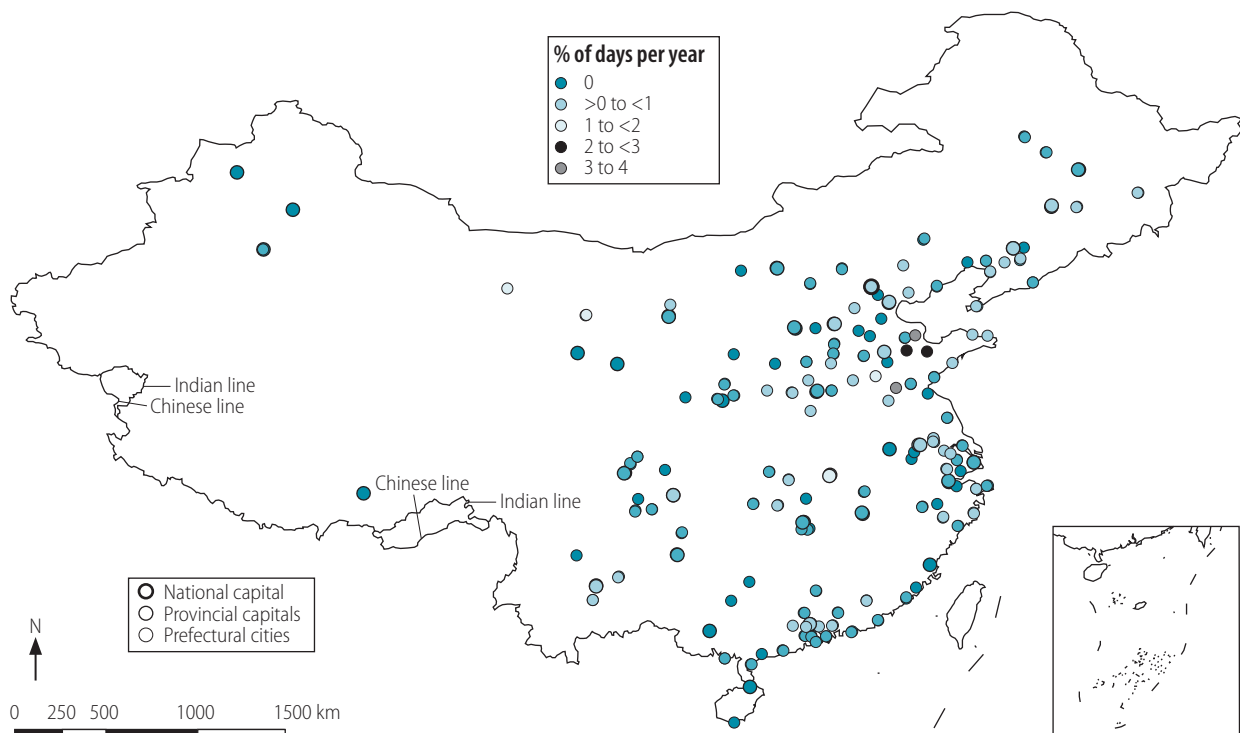 % of days per year
0
>0 to <1
1 to <2
2 to <3
3 to 4
Indian line
Chinese line
Chinese line
Indian line
National capital
Provincial capitals
Prefectural cities
N
0 250 500 1000 1500 km